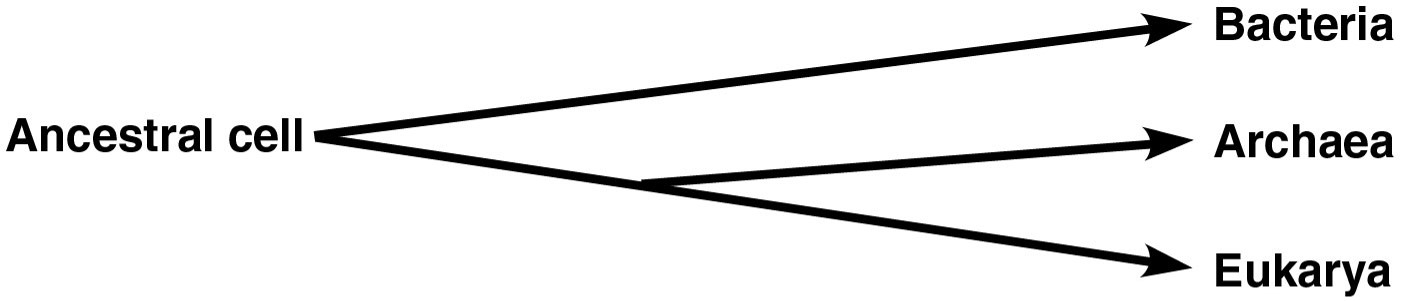 Bacteria
Ancestral cell
Archaea
Eukarya